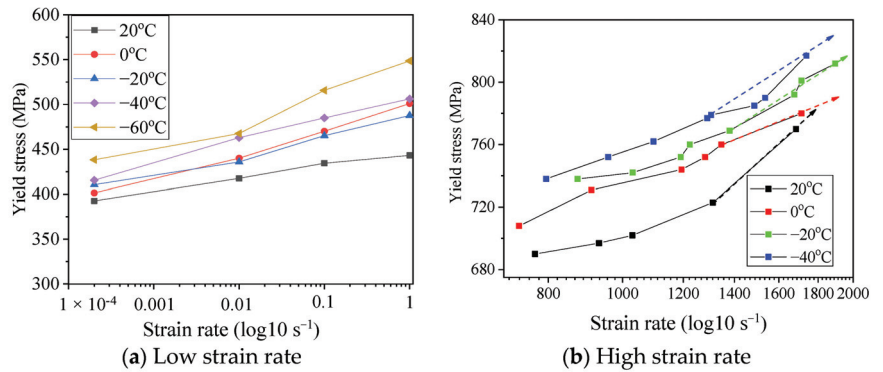 600
550
500
450
400
350
300
Yield stress (MPa)
20°C
0°C
−20°C
−40°C
−60°C
1 × 10⁻⁴ 0.001 0.01 0.1 1
Strain rate (log10 s⁻¹)
(a) Low strain rate
840
800
760
720
680
Yield stress (MPa)
20°C
0°C
−20°C
−40°C
800 1000 1200 1400 1600 1800 2000
Strain rate (log10 s⁻¹)
(b) High strain rate